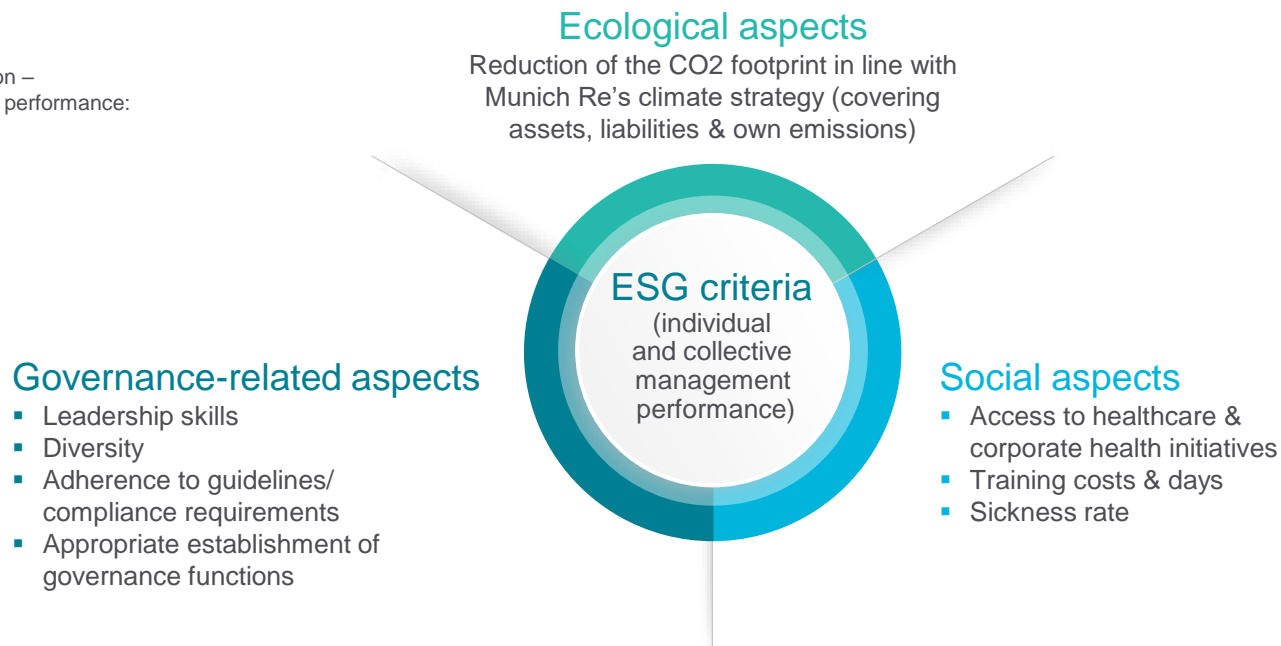 Ecological aspects
Reduction of the CO2 footprint in line with
Munich Re's climate strategy (covering
assets, liabilities & own emissions)
on –
performance:
ESG criteria
(individual
and collective
management
performance)
Governance-related aspects
▪ Leadership skills
▪ Diversity
▪ Adherence to guidelines/
compliance requirements
▪ Appropriate establishment of
governance functions
Social aspects
▪ Access to healthcare &
corporate health initiatives
▪ Training costs & days
▪ Sickness rate